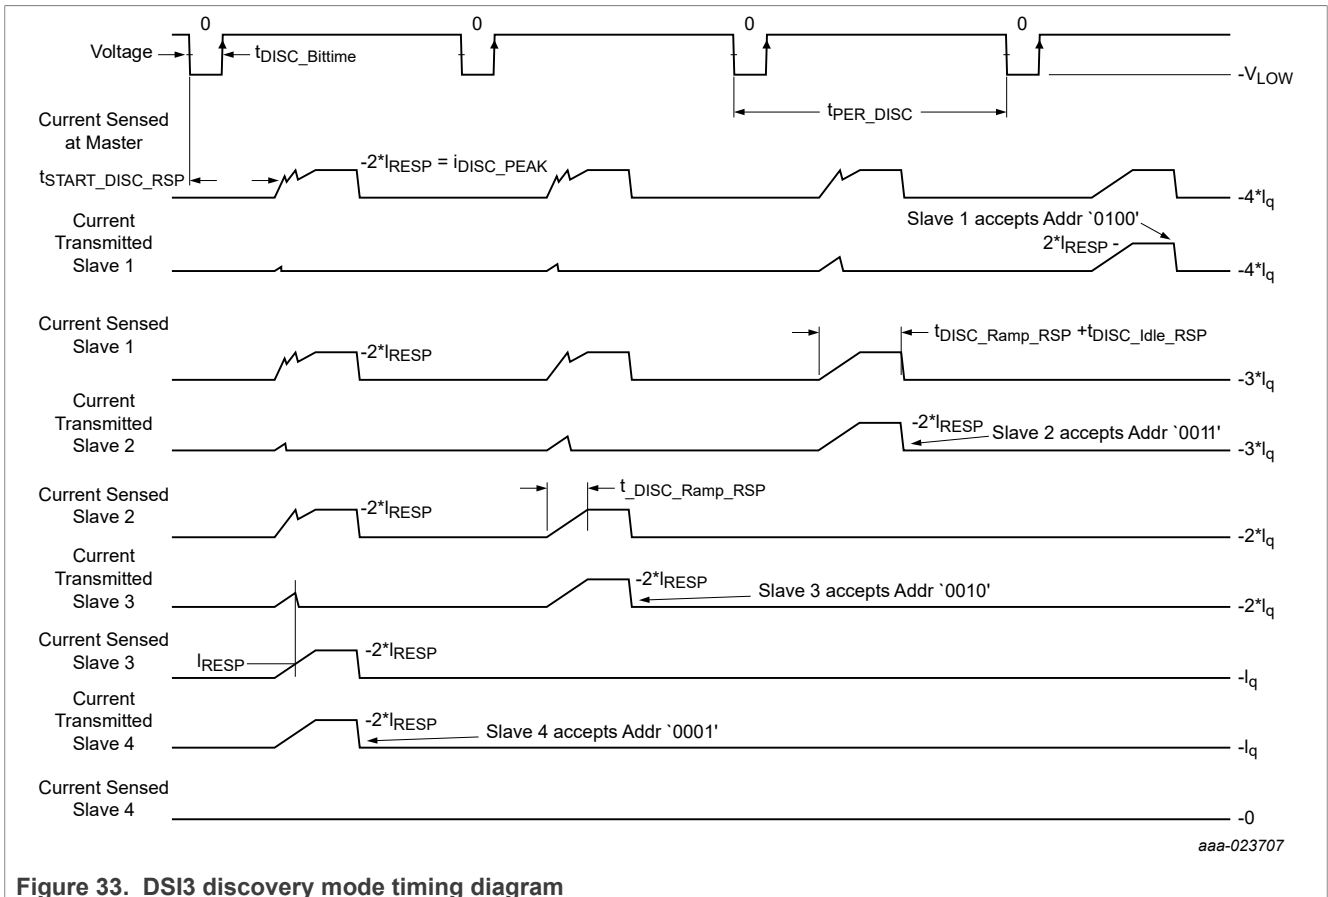 0 0 0 0
Voltage tDISC_Bittime -VLOW
tPER_DISC
Current Sensed
at Master
-2*IRESP = iDISC_PEAK
tSTART_DISC_RSP
-4*Iq
Current
Transmitted
Slave 1
Slave 1 accepts Addr `0100'
2*IRESP -
-4*Iq
Current Sensed
Slave 1
tDISC_Ramp_RSP +tDISC_Idle_RSP
-2*IRESP
-3*Iq
Current
Transmitted
Slave 2
-2*IRESP Slave 2 accepts Addr `0011'
-3*Iq
Current Sensed
Slave 2
t_DISC_Ramp_RSP
-2*IRESP
-2*Iq
Current
Transmitted
Slave 3
-2*IRESP Slave 3 accepts Addr `0010'
-2*Iq
Current Sensed
Slave 3
IRESP -2*IRESP
-Iq
Current
Transmitted
Slave 4
-2*IRESP Slave 4 accepts Addr `0001'
-Iq
Current Sensed
Slave 4
-0
aaa-023707
Figure 33. DSI3 discovery mode timing diagram